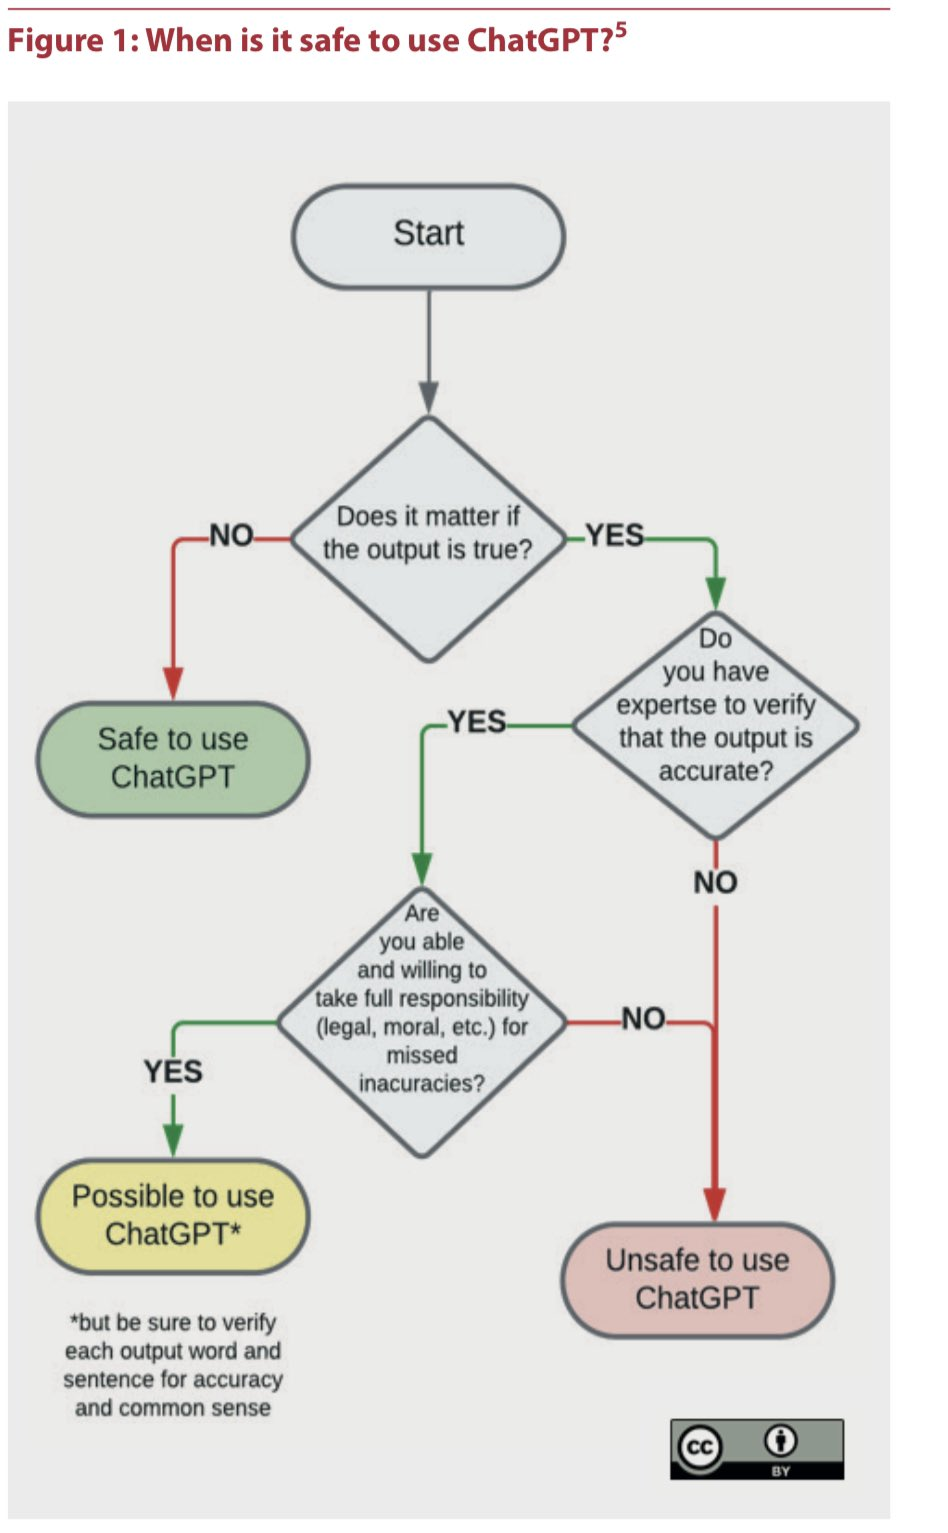 Figure 1: When is it safe to use ChatGPT?5
Start
Does it matter if
the output is true?
NO
YES
Safe to use
ChatGPT
Do
you have
expertse to verify
that the output is
accurate?
YES
NO
Are
you able
and willing to
take full responsibility
(legal, moral, etc.) for
missed
inacuracies?
YES
NO
Possible to use
ChatGPT*
*but be sure to verify
each output word and
sentence for accuracy
and common sense
Unsafe to use
ChatGPT
cc
BY